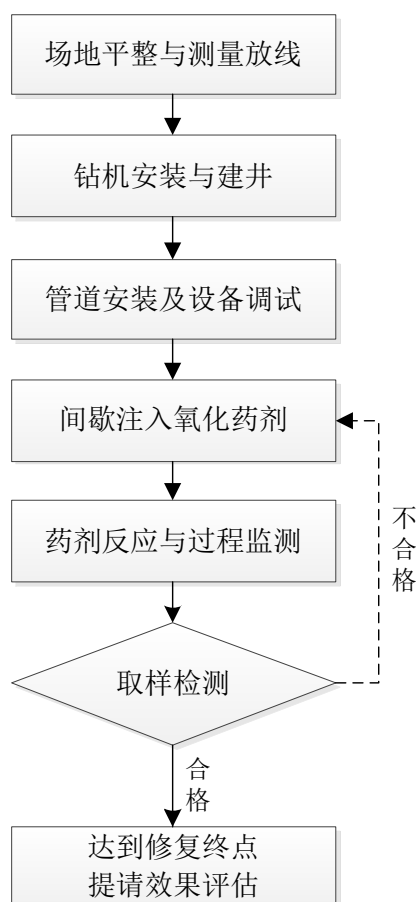 场地平整与测量放线
钻机安装与建井
管道安装及设备调试
间歇注入氧化药剂
药剂反应与过程监测
不合格
取样检测
合格
达到修复终点
提请效果评估